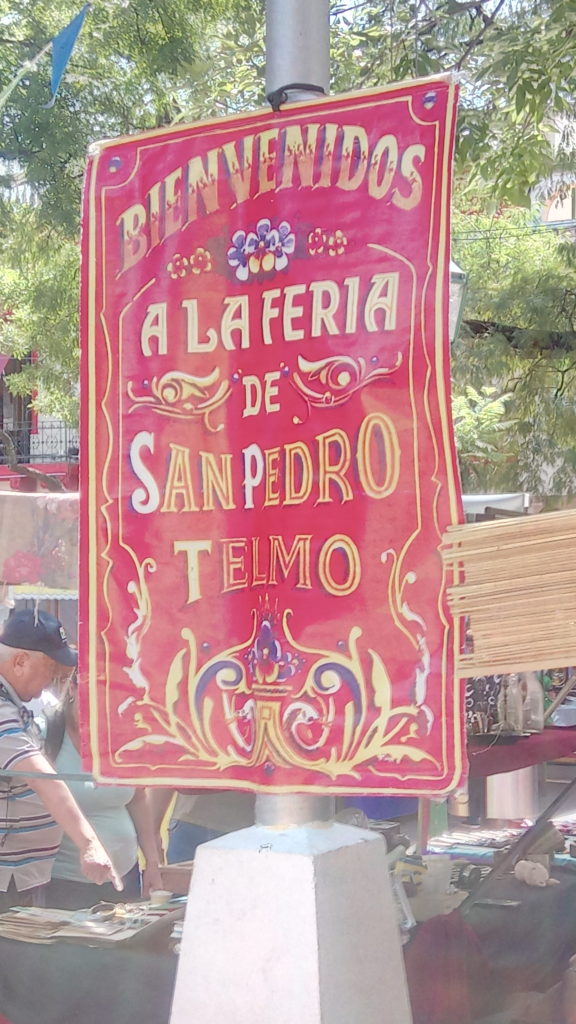 BIENVENIDOS
A LA FERIA
DE
SAN PEDRO
TELMO